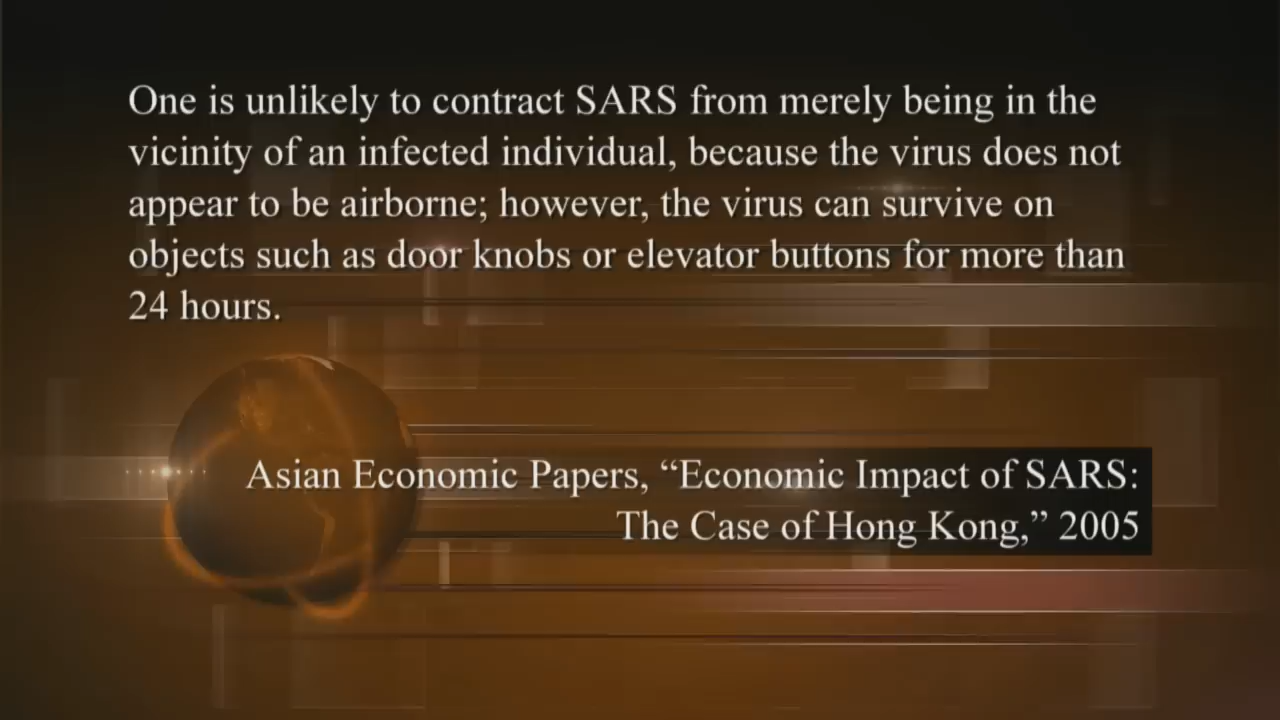 One is unlikely to contract SARS from merely being in the
vicinity of an infected individual, because the virus does not
appear to be airborne; however, the virus can survive on
objects such as door knobs or elevator buttons for more than
24 hours.
Asian Economic Papers, “Economic Impact of SARS:
The Case of Hong Kong,” 2005